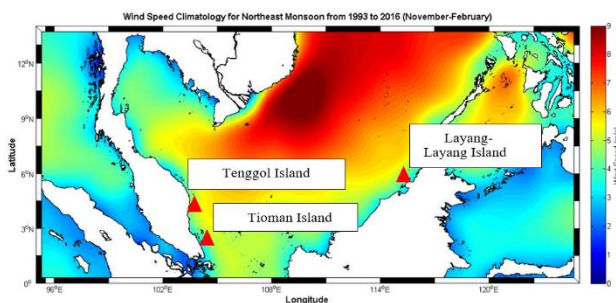 Wind Speed Climatology for Northeast Monsoon from 1993 to 2016 (November-February)
12°N
9°N
6°N
3°N
0°
Latitude
96°E
102°E
108°E
114°E
120°E
Longitude
Layang-
Layang Island
Tenggol Island
Tioman Island
9
8
7
6
5
4
3
2
1
0